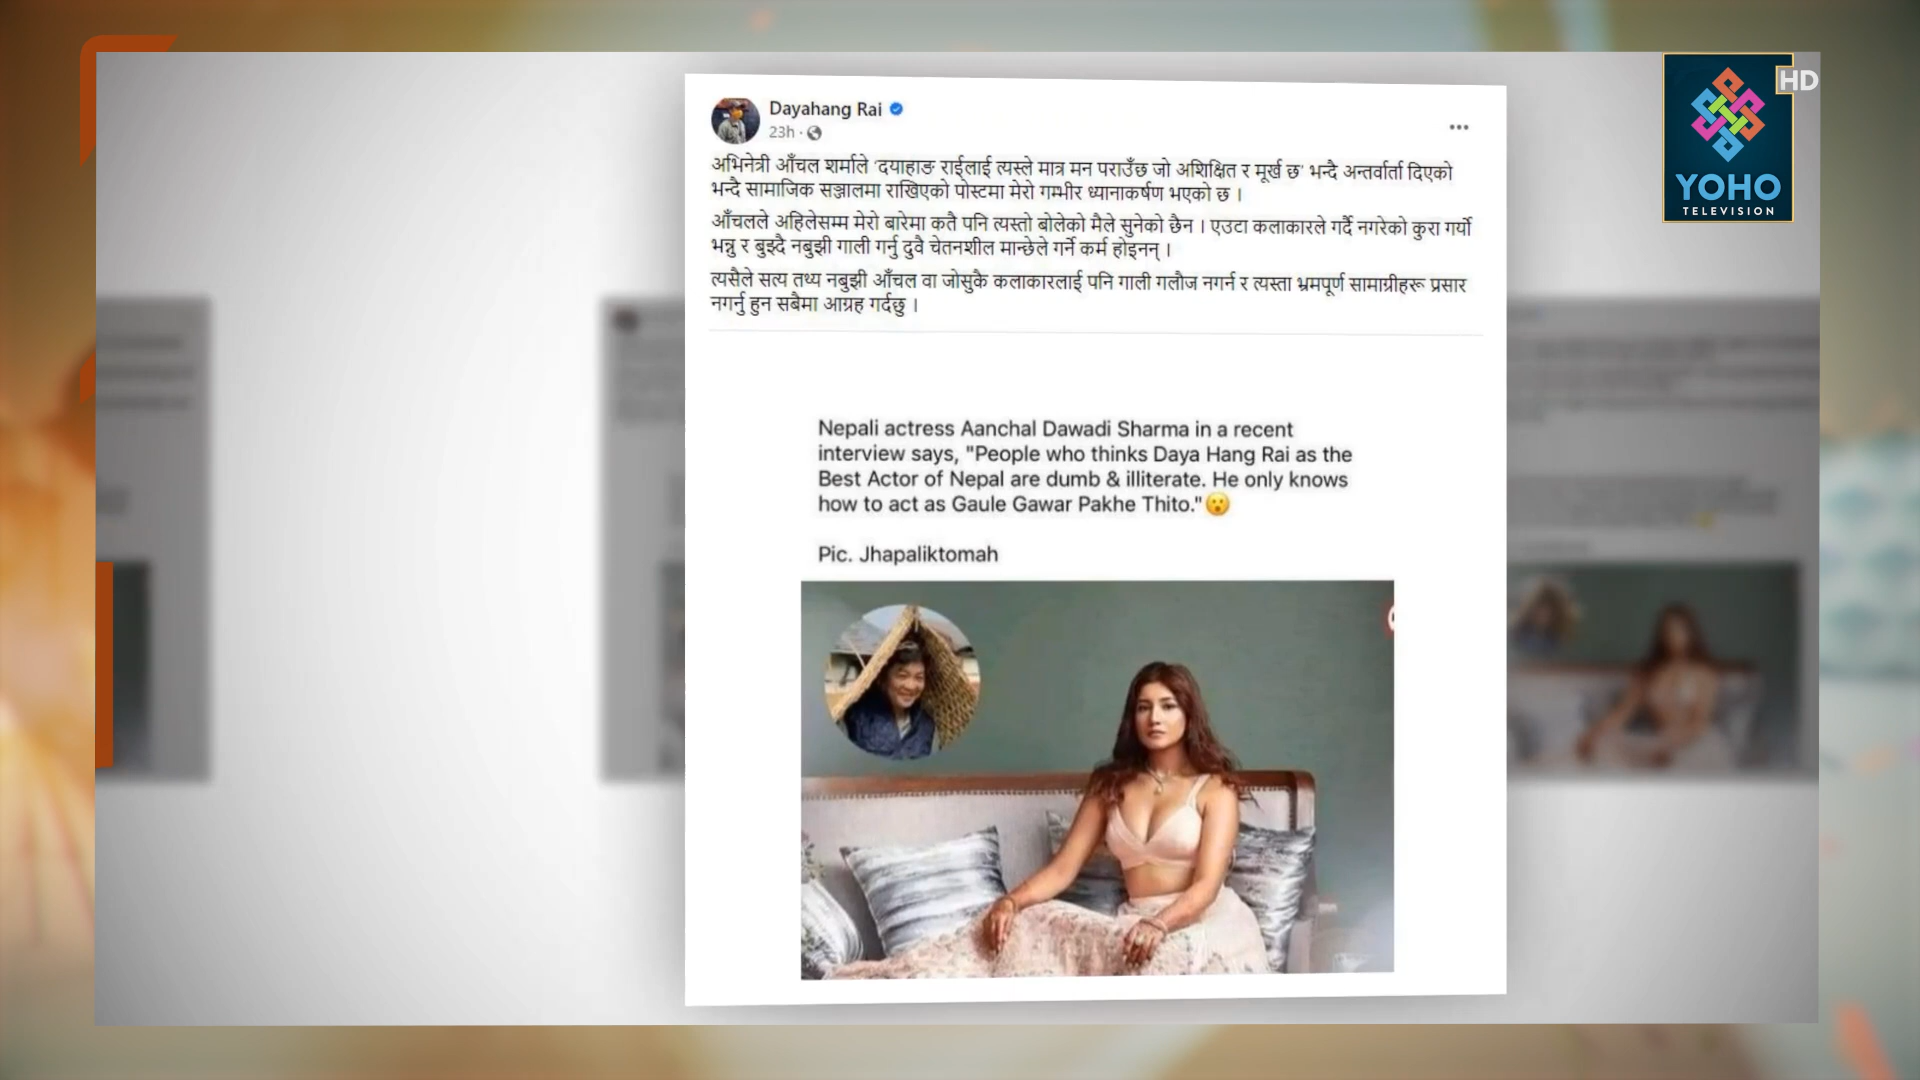 Dayahang Rai
23h ·
अभिनेत्री आँचल शर्माले ‘दयाहाङ राईलाई त्यस्ले मात्र मन पराउँछ जो अशिक्षित र मूर्ख छ’ भन्दै अन्तर्वार्ता दिएको
भन्दै सामाजिक सञ्जालमा राखिएको पोस्टमा मेरो गम्भीर ध्यानाकर्षण भएको छ ।
आँचलले अहिलेसम्म मेरो बारेमा कतै पनि त्यस्तो बोलेको मैले सुनेको छैन । एउटा कलाकारले गर्दै नगरेको कुरा गर्यो
भन्नु र बुझ्दै नबुझी गाली गर्नु दुवै चेतनशील मान्छेले गर्ने कर्म होइनन् ।
त्यसैले सत्य तथ्य नबुझी आँचल वा जोसुकै कलाकारलाई पनि गाली गलौज नगर्न र त्यस्ता भ्रमपूर्ण सामाग्रीहरू प्रसार
नगर्नु हुन सबैमा आग्रह गर्दछु ।
Nepali actress Aanchal Dawadi Sharma in a recent
interview says, "People who thinks Daya Hang Rai as the
Best Actor of Nepal are dumb & illiterate. He only knows
how to act as Gaule Gawar Pakhe Thito."😮
Pic. Jhapaliktomah
HD
YOHO
TELEVISION